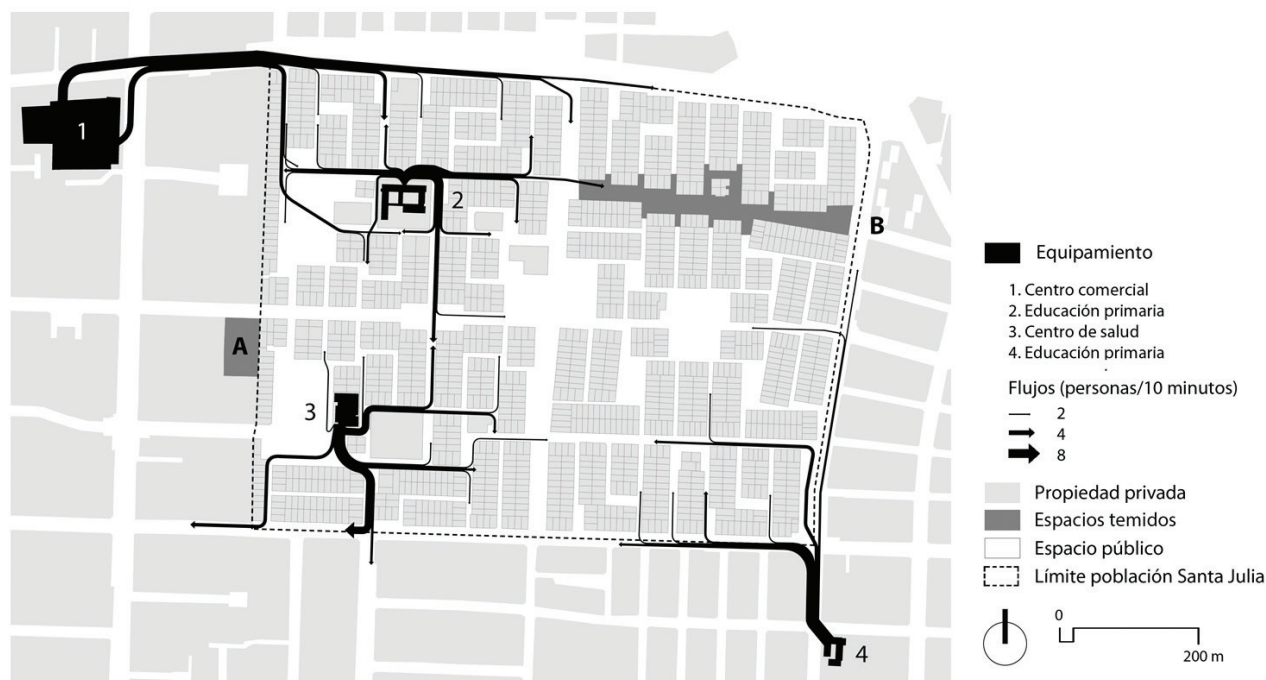 1
2
B
A
3
4
Equipamiento
1. Centro comercial
2. Educación primaria
3. Centro de salud
4. Educación primaria
.
Flujos (personas/10 minutos)
2
4
8
Propiedad privada
Espacios temidos
Espacio público
Límite población Santa Julia
0
200 m